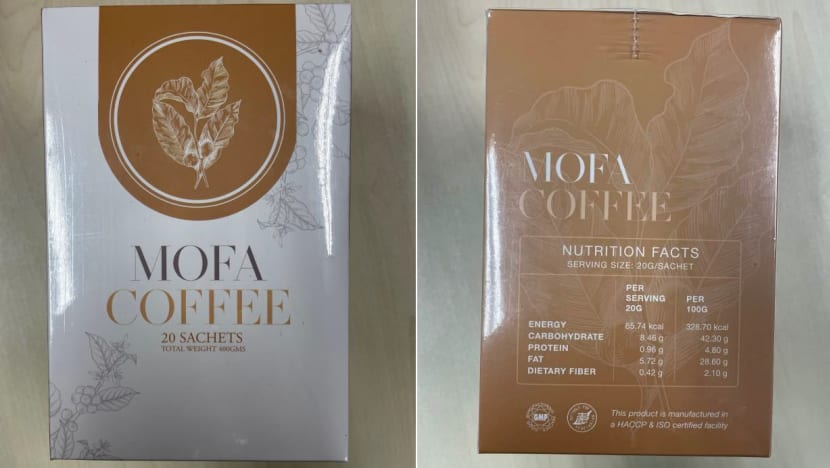 MOFA
COFFEE
20 SACHETS
TOTAL WEIGHT 400GMS
MOFA
COFFEE
NUTRITION FACTS
SERVING SIZE: 20G/SACHET
PER SERVING 20G PER 100G
ENERGY 65.74 kcal 328.70 kcal
CARBOHYDRATE 8.46 g 42.30 g
PROTEIN 0.96 g 4.80 g
FAT 5.72 g 28.60 g
DIETARY FIBER 0.42 g 2.10 g
GMP
This product is manufactured in
a HACCP & ISO certified facility